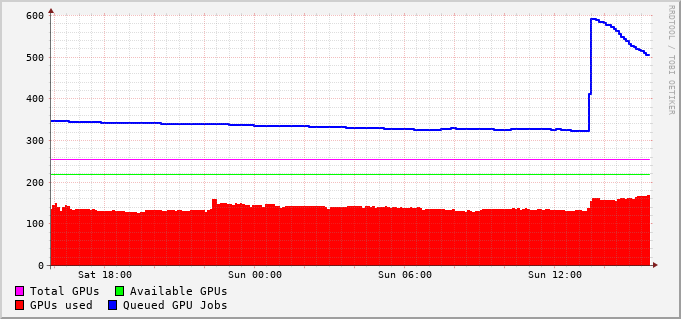 600
500
400
300
200
100
0
Sat 18:00 Sun 00:00 Sun 06:00 Sun 12:00
Total GPUs Available GPUs
GPUs used Queued GPU Jobs
RRDTOOL / TOBI OETIKER